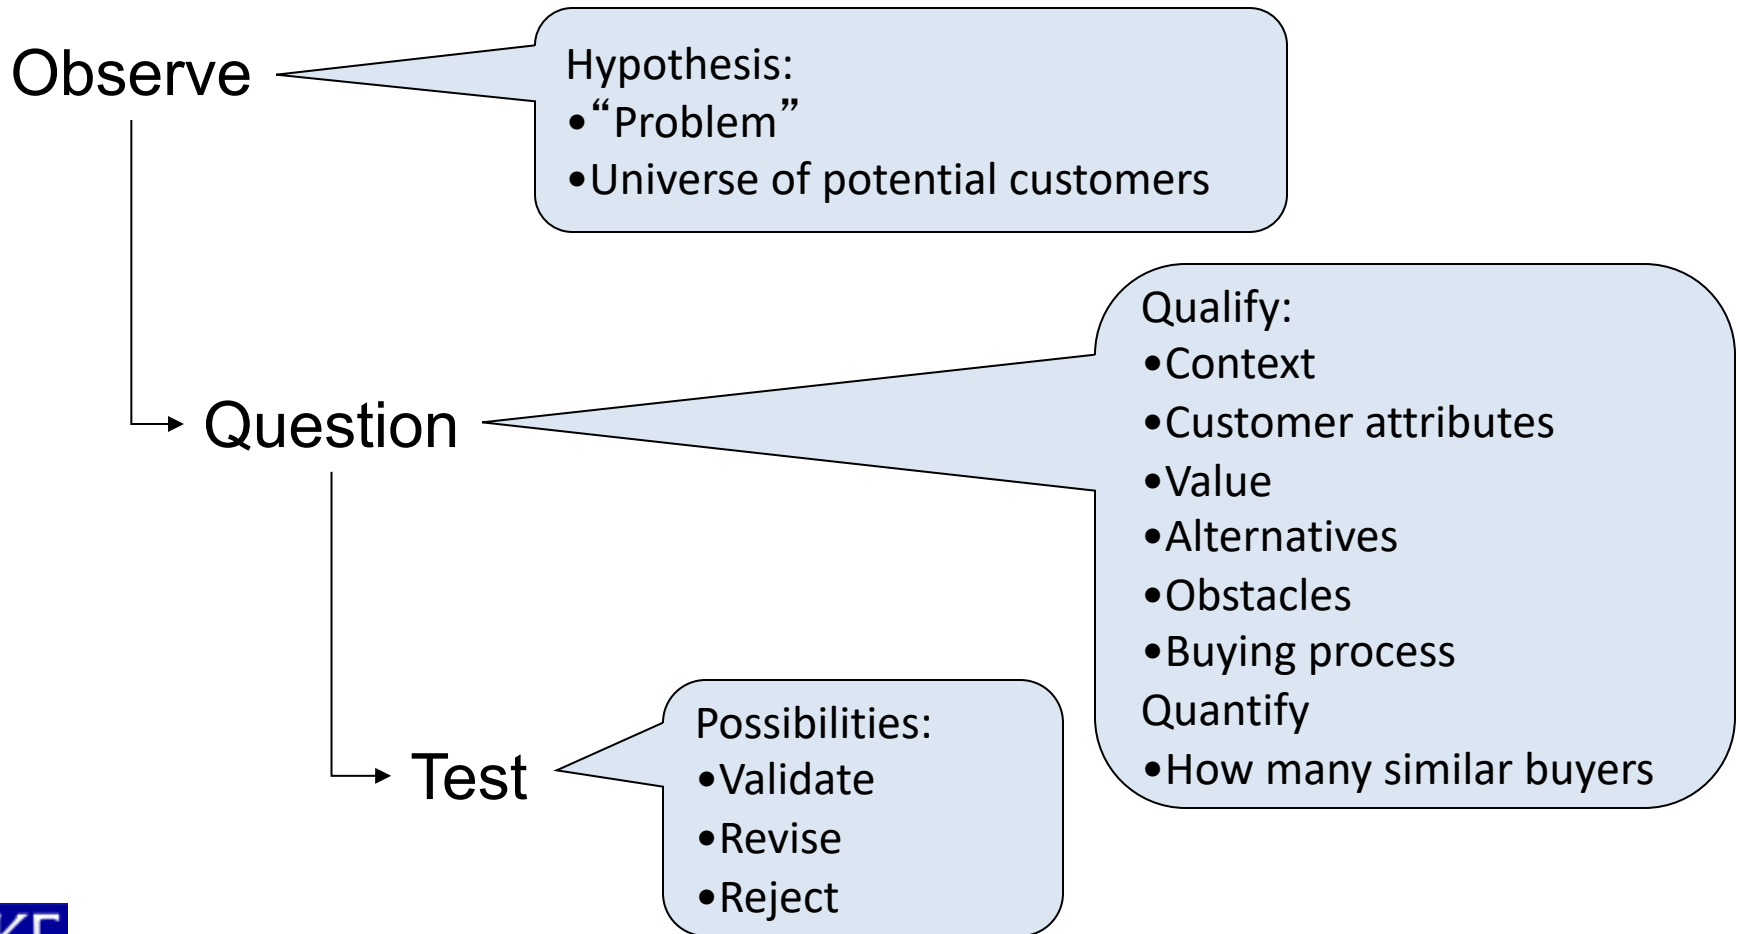 Observe
Hypothesis:
•“Problem”
•Universe of potential customers
Question
Qualify:
•Context
•Customer attributes
•Value
•Alternatives
•Obstacles
•Buying process
Quantify
•How many similar buyers
Test
Possibilities:
•Validate
•Revise
•Reject